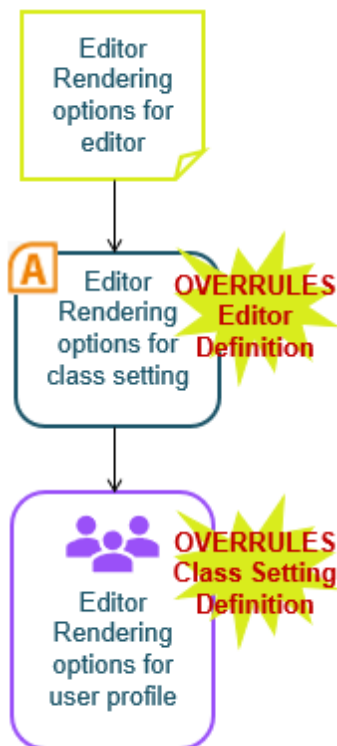 Editor
Rendering
options for
editor
A
Editor
Rendering
options for
class setting
OVERRULES
Editor
Definition
OVERRULES
Class Setting
Definition
Editor
Rendering
options for
user profile